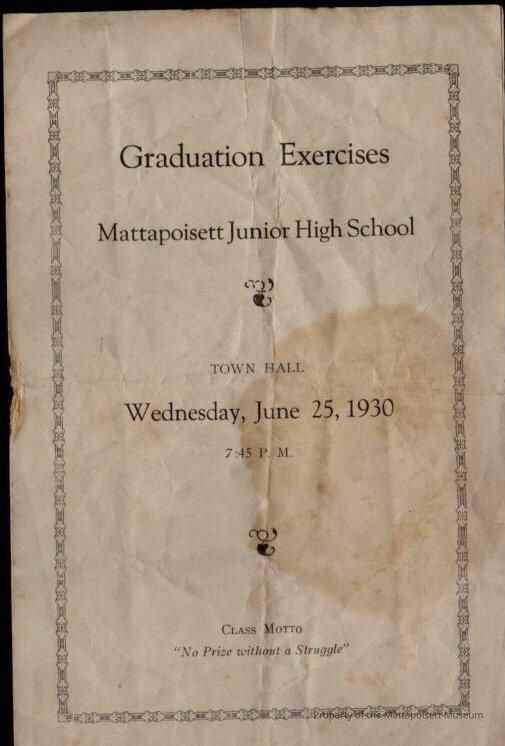 Graduation Exercises
Mattapoisett Junior High School
TOWN HALL
Wednesday, June 25, 1930
7:45 P. M.
CLASS MOTTO
"No Prize without a Struggle"
Property of the Mattapoisett Museum